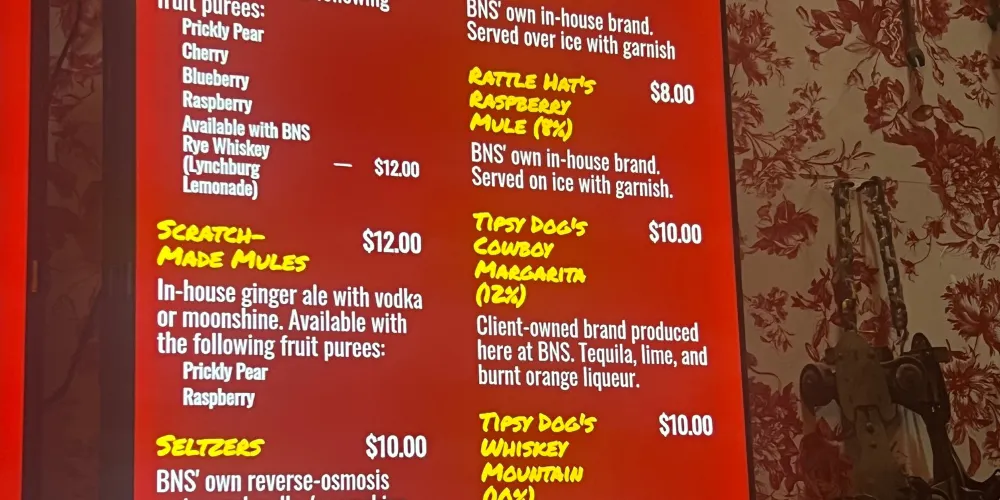 fruit purees:
Prickly Pear
Cherry
Blueberry
Raspberry
Available with BNS
Rye Whiskey
(Lynchburg — $12.00
Lemonade)
SCRATCH-
MADE MULES $12.00
In-house ginger ale with vodka
or moonshine. Available with
the following fruit purees:
Prickly Pear
Raspberry
SELTZERS $10.00
BNS' own reverse-osmosis
BNS' own in-house brand.
Served over ice with garnish
RATTLE HAT'S $8.00
RASPBERRY
MULE (8%)
BNS' own in-house brand.
Served on ice with garnish.
TIPSY DOG'S $10.00
COWBOY
MARGARITA
(12%)
Client-owned brand produced
here at BNS. Tequila, lime, and
burnt orange liqueur.
TIPSY DOG'S $10.00
WHISKEY
MOUNTAIN